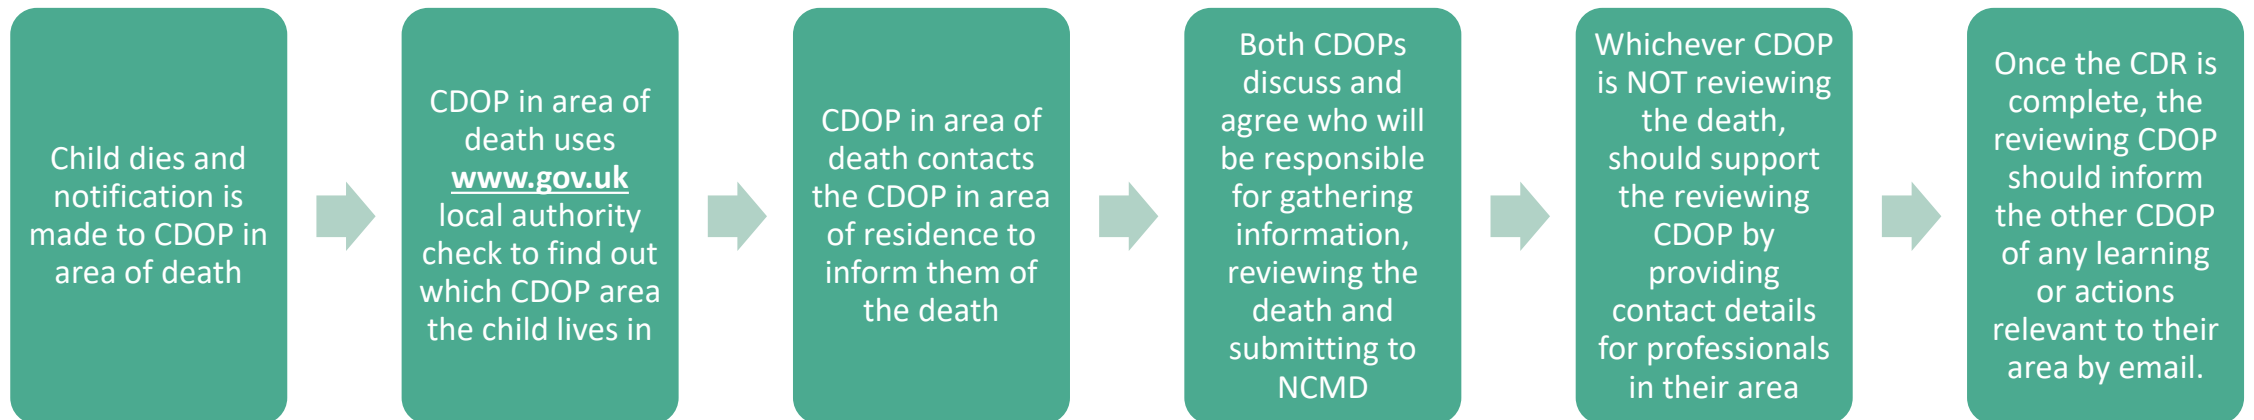 Child dies and
notification is
made to CDOP in
area of death
CDOP in area of
death uses
www.gov.uk
local authority
check to find out
which CDOP area
the child lives in
CDOP in area of
death contacts
the CDOP in area
of residence to
inform them of
the death
Both CDOPs
discuss and
agree who will
be responsible
for gathering
information,
reviewing the
death and
submitting to
NCMD
Whichever CDOP
is NOT reviewing
the death,
should support
the reviewing
CDOP by
providing
contact details
for professionals
in their area
Once the CDR is
complete, the
reviewing CDOP
should inform
the other CDOP
of any learning
or actions
relevant to their
area by email.